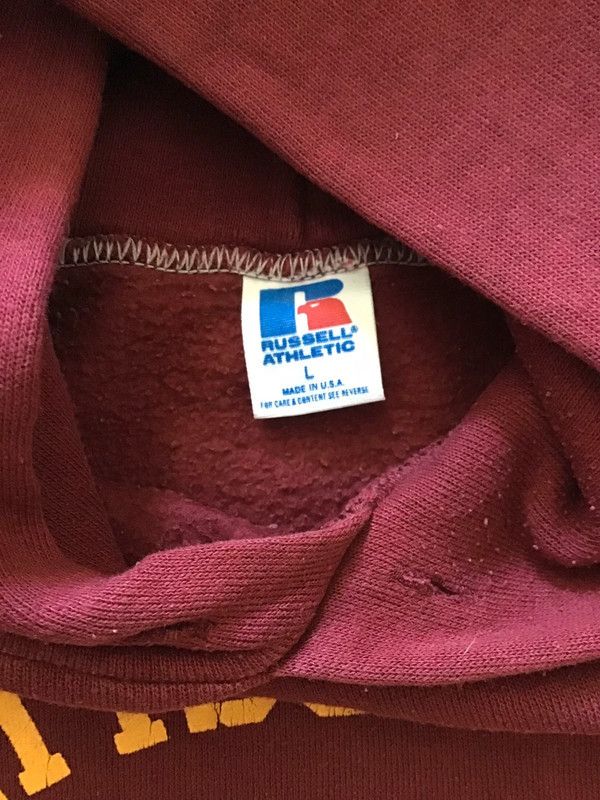 RUSSELL®
ATHLETIC
L
MADE IN U.S.A.
FOR CARE & CONTENT SEE REVERSE